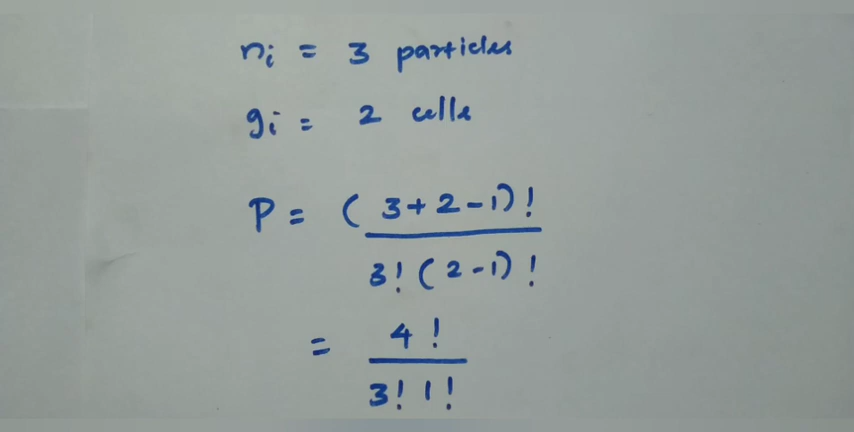 ni = 3 particles
gi = 2 cells
P = (3+2-1)!
3! (2-1)!
= 4!
3! 1!